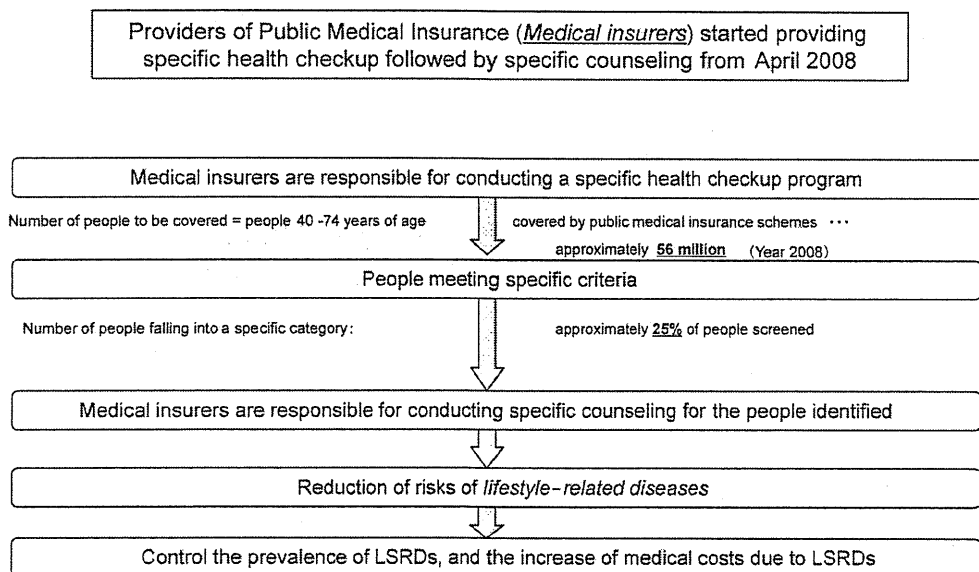 Providers of Public Medical Insurance (Medical insurers) started providing
specific health checkup followed by specific counseling from April 2008
Medical insurers are responsible for conducting a specific health checkup program
Number of people to be covered = people 40 -74 years of age covered by public medical insurance schemes ···
approximately 56 million (Year 2008)
People meeting specific criteria
Number of people falling into a specific category: approximately 25% of people screened
Medical insurers are responsible for conducting specific counseling for the people identified
Reduction of risks of lifestyle-related diseases
Control the prevalence of LSRDs, and the increase of medical costs due to LSRDs